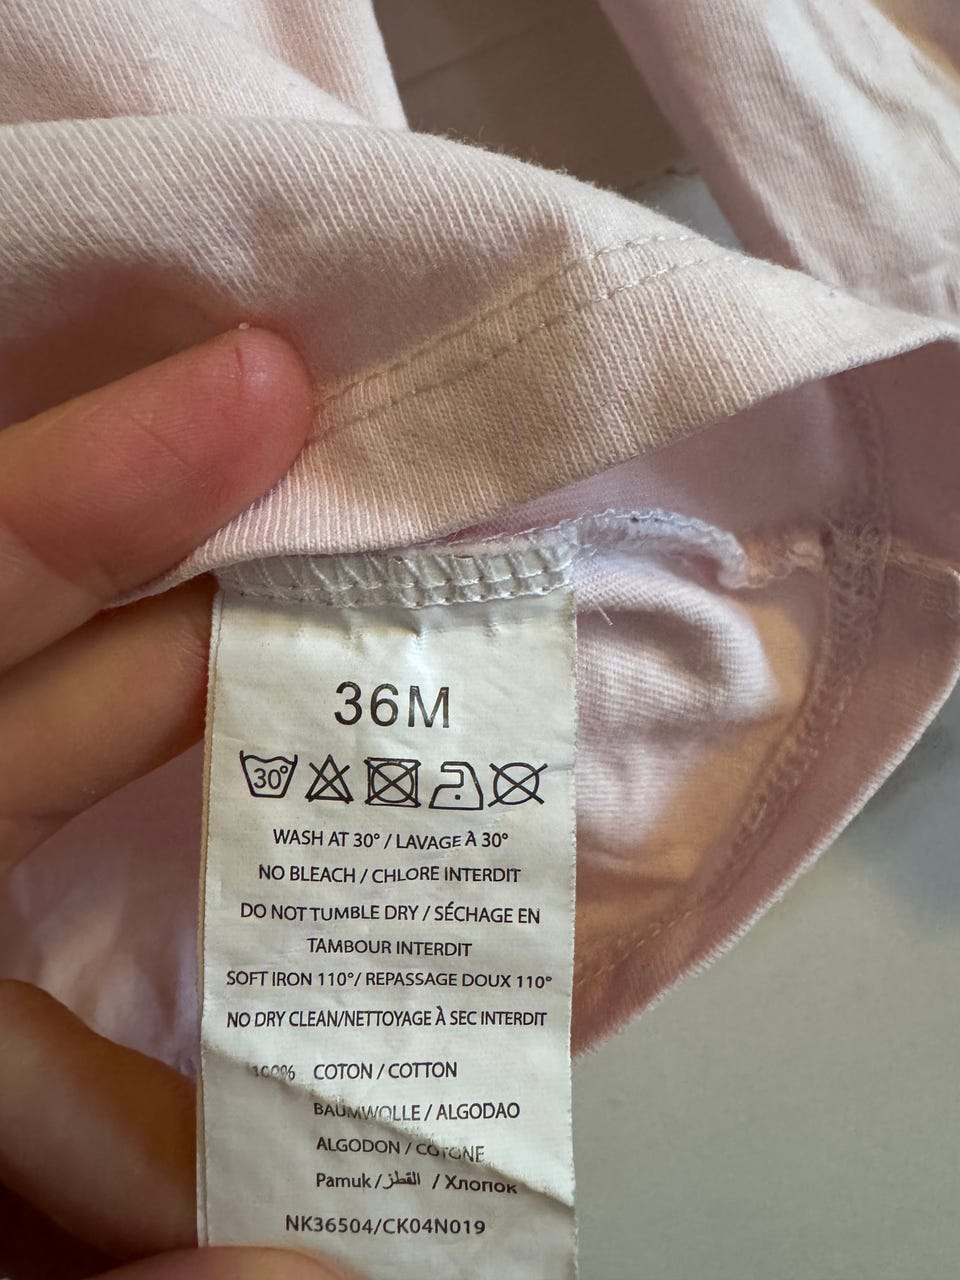 36M
30°
WASH AT 30° / LAVAGE À 30°
NO BLEACH / CHLORE INTERDIT
DO NOT TUMBLE DRY / SÉCHAGE EN
TAMBOUR INTERDIT
SOFT IRON 110°/ REPASSAGE DOUX 110°
NO DRY CLEAN/NETTOYAGE À SEC INTERDIT
100% COTON / COTTON
BAUMWOLLE / ALGODAO
ALGODON / COTONE
Pamuk / القطز / Хлопок
NK36504/CK04N019